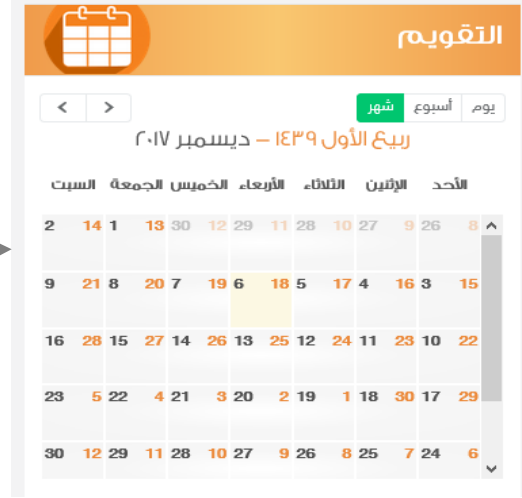 التقويم
يوم أسبوع شهر
ربيع الأول ١٤٣٩ – ديسمبر ٢٠١٧
الأحد الإثنين الثلاثاء الأربعاء الخميس الجمعة السبت
8 26 9 27 10 28 11 29 12 30 13 1 14 2
15 3 16 4 17 5 18 6 19 7 20 8 21 9
22 10 23 11 24 12 25 13 26 14 27 15 28 16
29 17 30 18 1 19 2 20 3 21 4 22 5 23
6 24 7 25 8 26 9 27 10 28 11 29 12 30